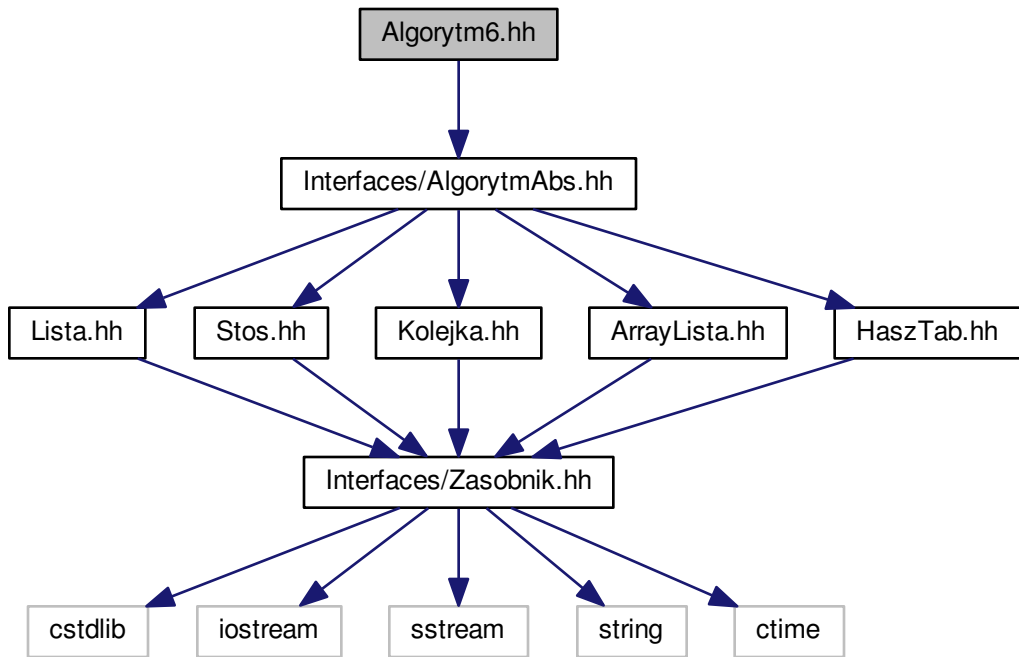 Algorytm6.hh
Interfaces/AlgorytmAbs.hh
Lista.hh
Stos.hh
Kolejka.hh
ArrayLista.hh
HaszTab.hh
Interfaces/Zasobnik.hh
cstdlib
iostream
sstream
string
ctime